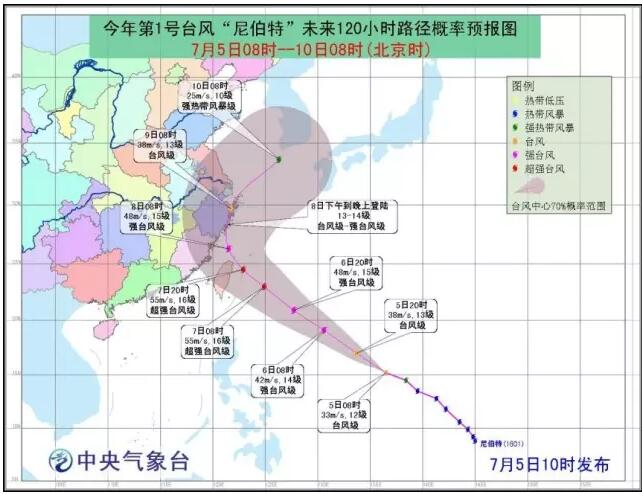 今年第1号台风“尼伯特”未来120小时路径概率预报图
7月5日08时--10日08时(北京时)
图例
热带低压
热带风暴
强热带风暴
台风
强台风
超强台风
台风中心70%概率范围
10日08时
25m/s,10级
强热带风暴级
9日08时
38m/s,13级
台风级
8日08时
48m/s,15级
强台风级
8日下午到晚上登陆
13-14级
台风级-强台风级
7日20时
55m/s,16级
超强台风级
7日08时
55m/s,16级
超强台风级
6日20时
48m/s,15级
强台风级
6日08时
42m/s,14级
强台风级
5日20时
38m/s,13级
台风级
5日08时
33m/s,12级
台风级
尼伯特(1601)
中央气象台
7月5日10时发布